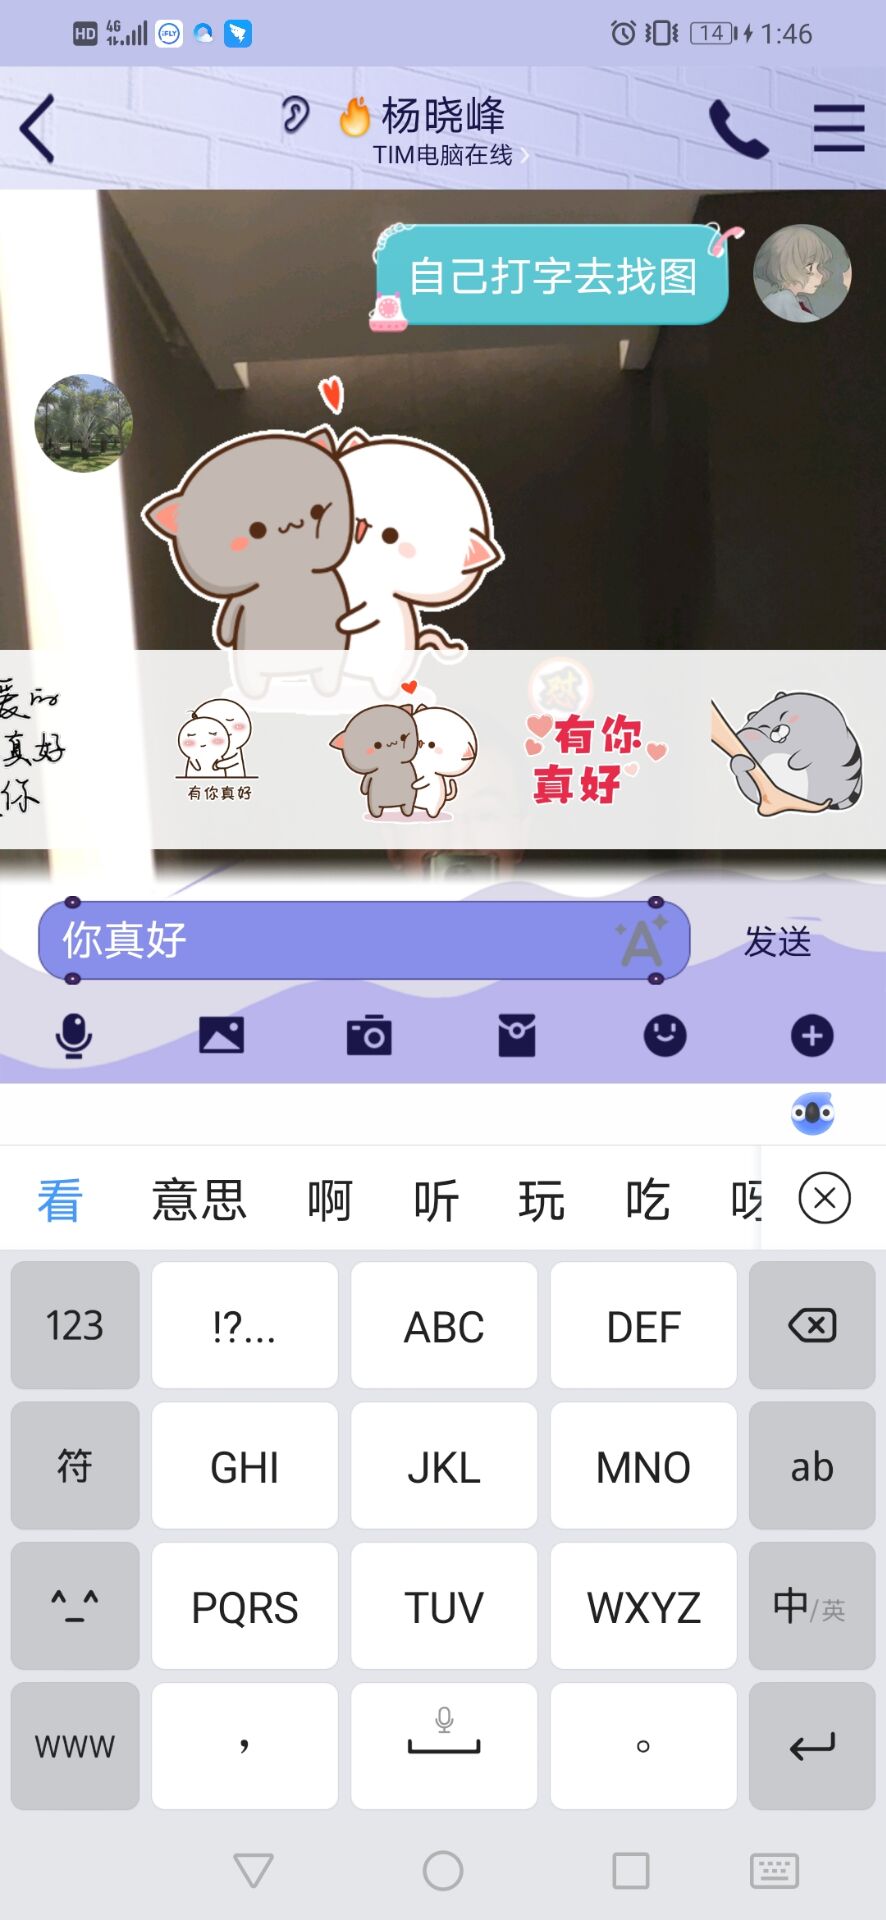 HD 4G iFLY 14 1:46
杨晓峰
TIM电脑在线
自己打字去找图
怼
爱的
真好
你
有你真好
有你
真好
你真好
A
发送
看 意思 啊 听 玩 吃
123 !?... ABC DEF
符 GHI JKL MNO ab
^_^ PQRS TUV WXYZ 中/英
www , 。